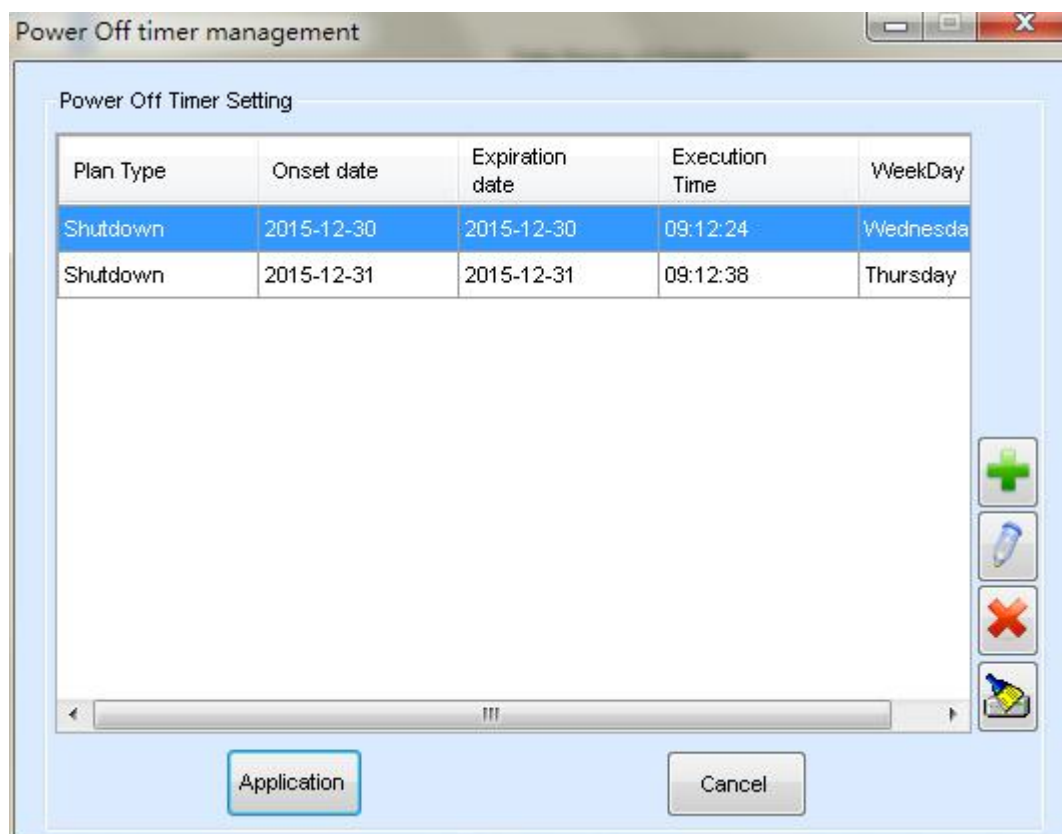 Power Off timer management
Power Off Timer Setting
Plan Type Onset date Expiration date Execution Time WeekDay
Shutdown 2015-12-30 2015-12-30 09:12:24 Wednesda
Shutdown 2015-12-31 2015-12-31 09:12:38 Thursday
Application Cancel